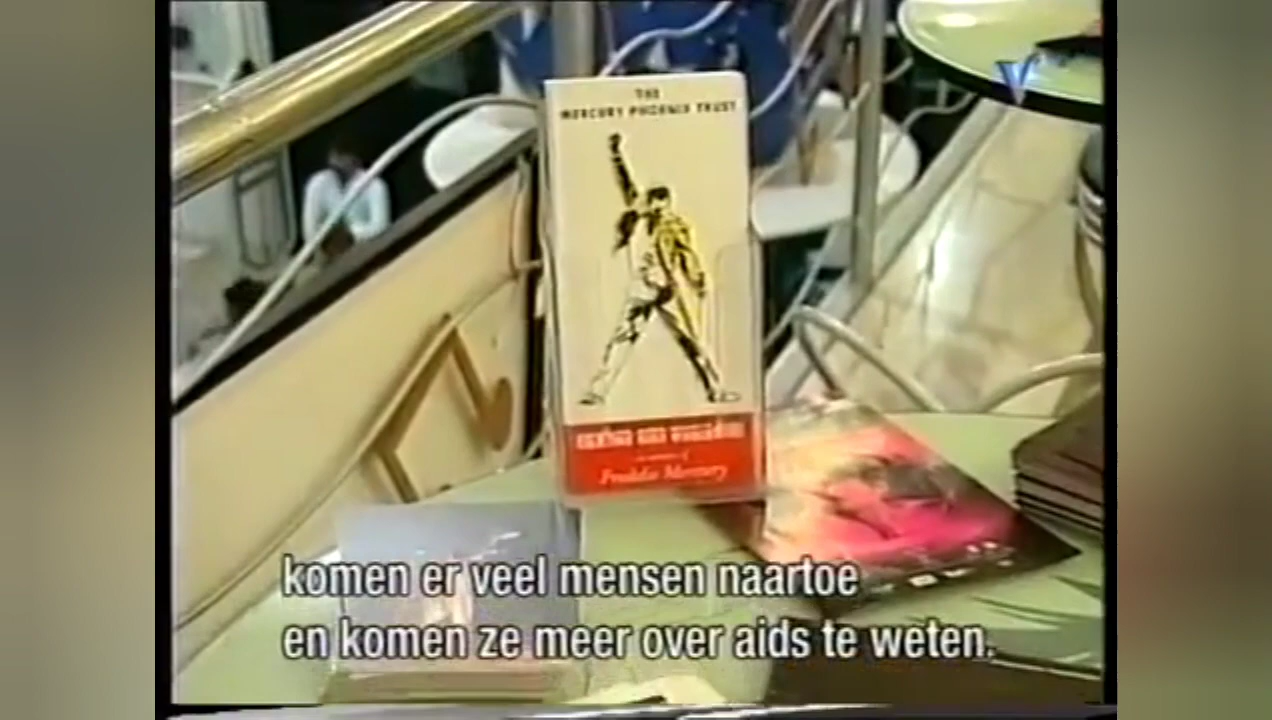 THE
MERCURY PHOENIX TRUST
Freddie Mercury
komen er veel mensen naartoe
en komen ze meer over aids te weten.